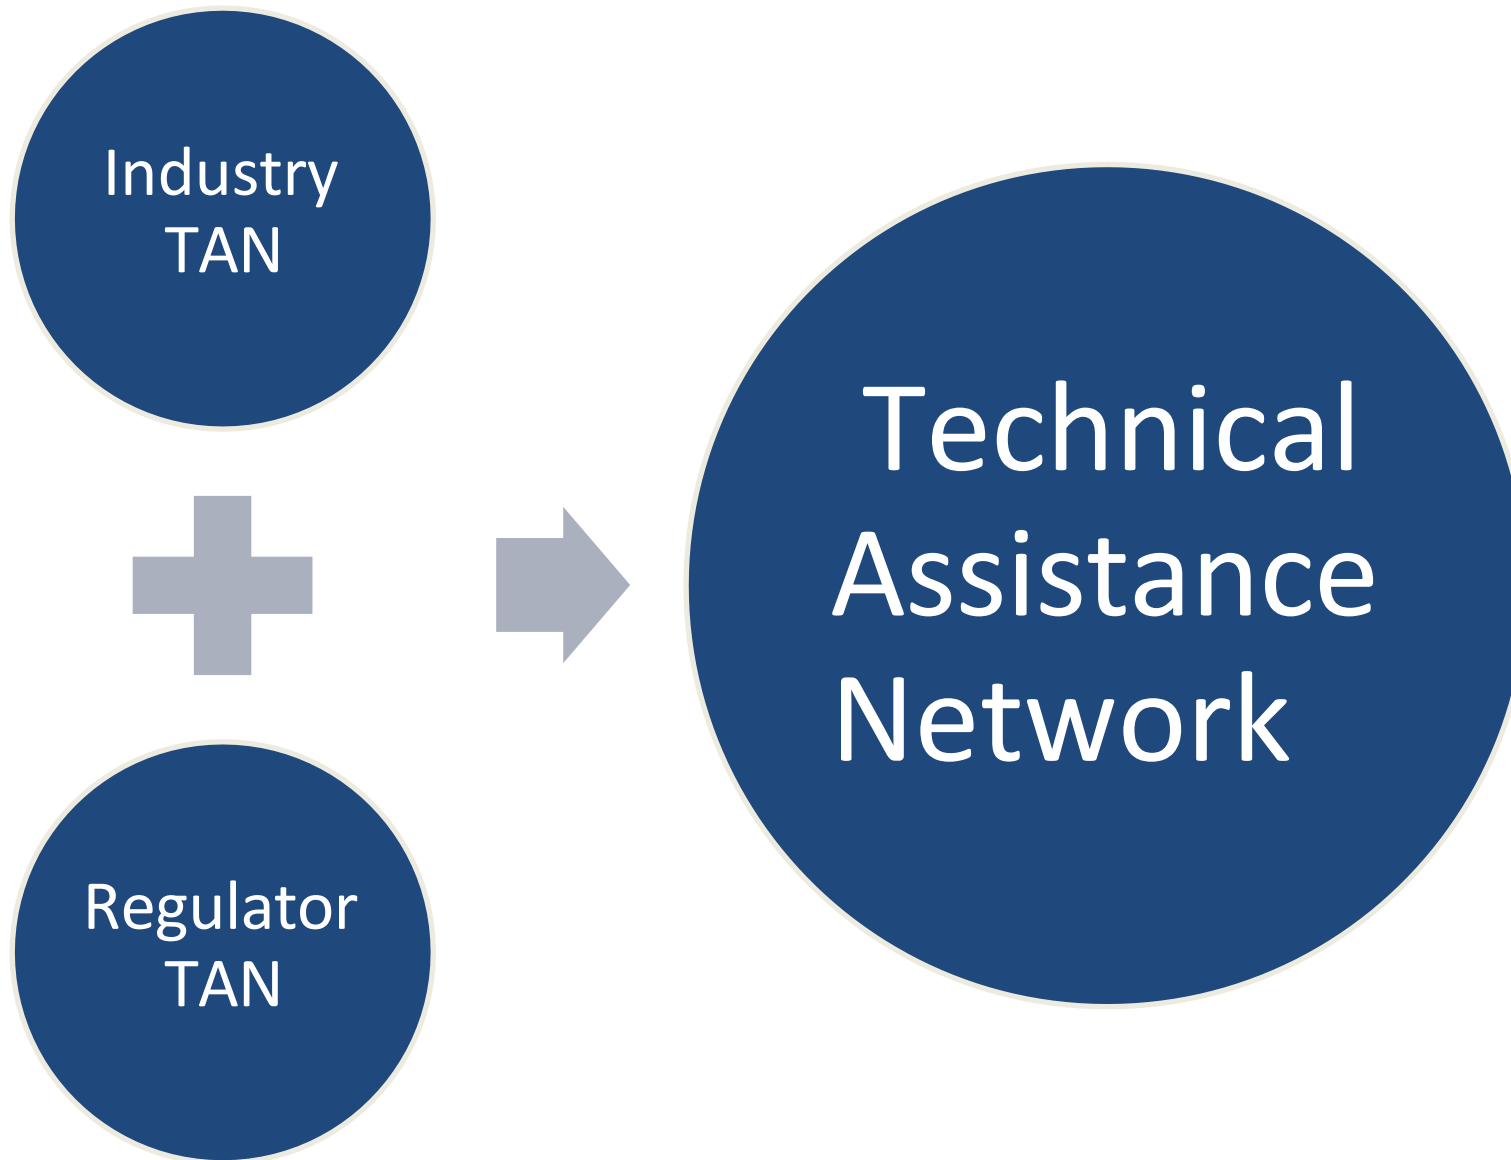 Industry
TAN
Regulator
TAN
Technical
Assistance
Network